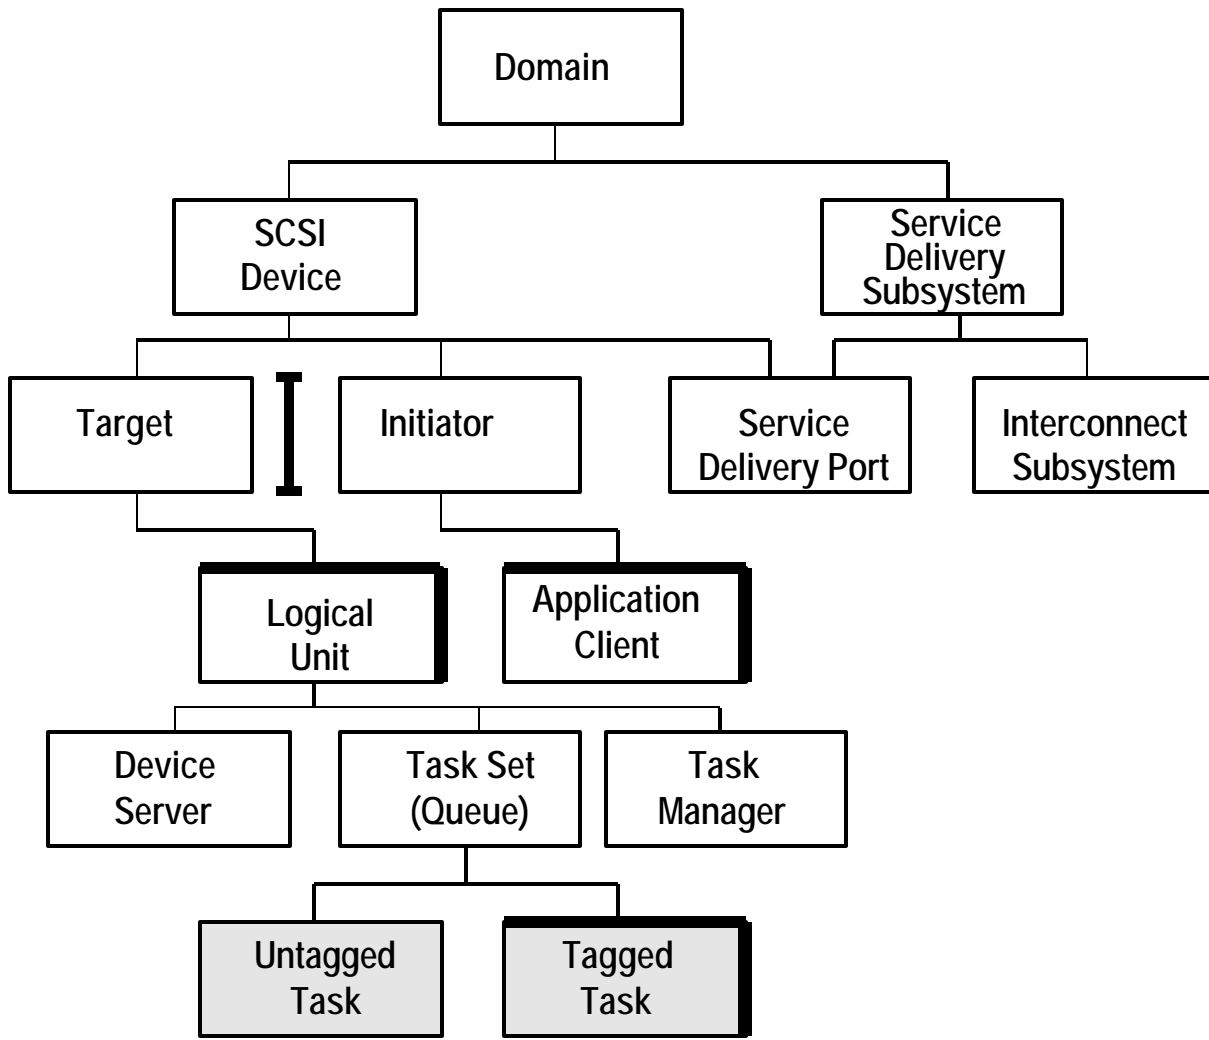 Domain
SCSI
Device
Service
Delivery
Subsystem
Target
Initiator
Service
Delivery Port
Interconnect
Subsystem
Logical
Unit
Application
Client
Device
Server
Task Set
(Queue)
Task
Manager
Untagged
Task
Tagged
Task